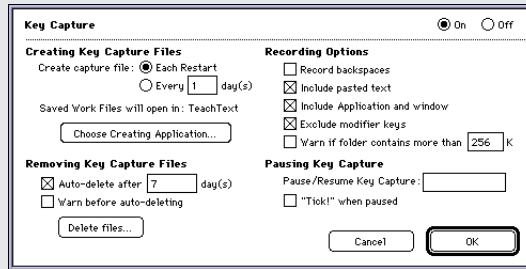 Key Capture
On Off
Creating Key Capture Files
Create capture file: Each Restart
Every 1 day(s)
Saved Work Files will open in: TeachText
Choose Creating Application...
Removing Key Capture Files
Auto-delete after 7 day(s)
Warn before auto-deleting
Delete files...
Recording Options
Record backspaces
Include pasted text
Include Application and window
Exclude modifier keys
Warn if folder contains more than 256 K
Pausing Key Capture
Pause/Resume Key Capture:
"Tick!" when paused
Cancel OK